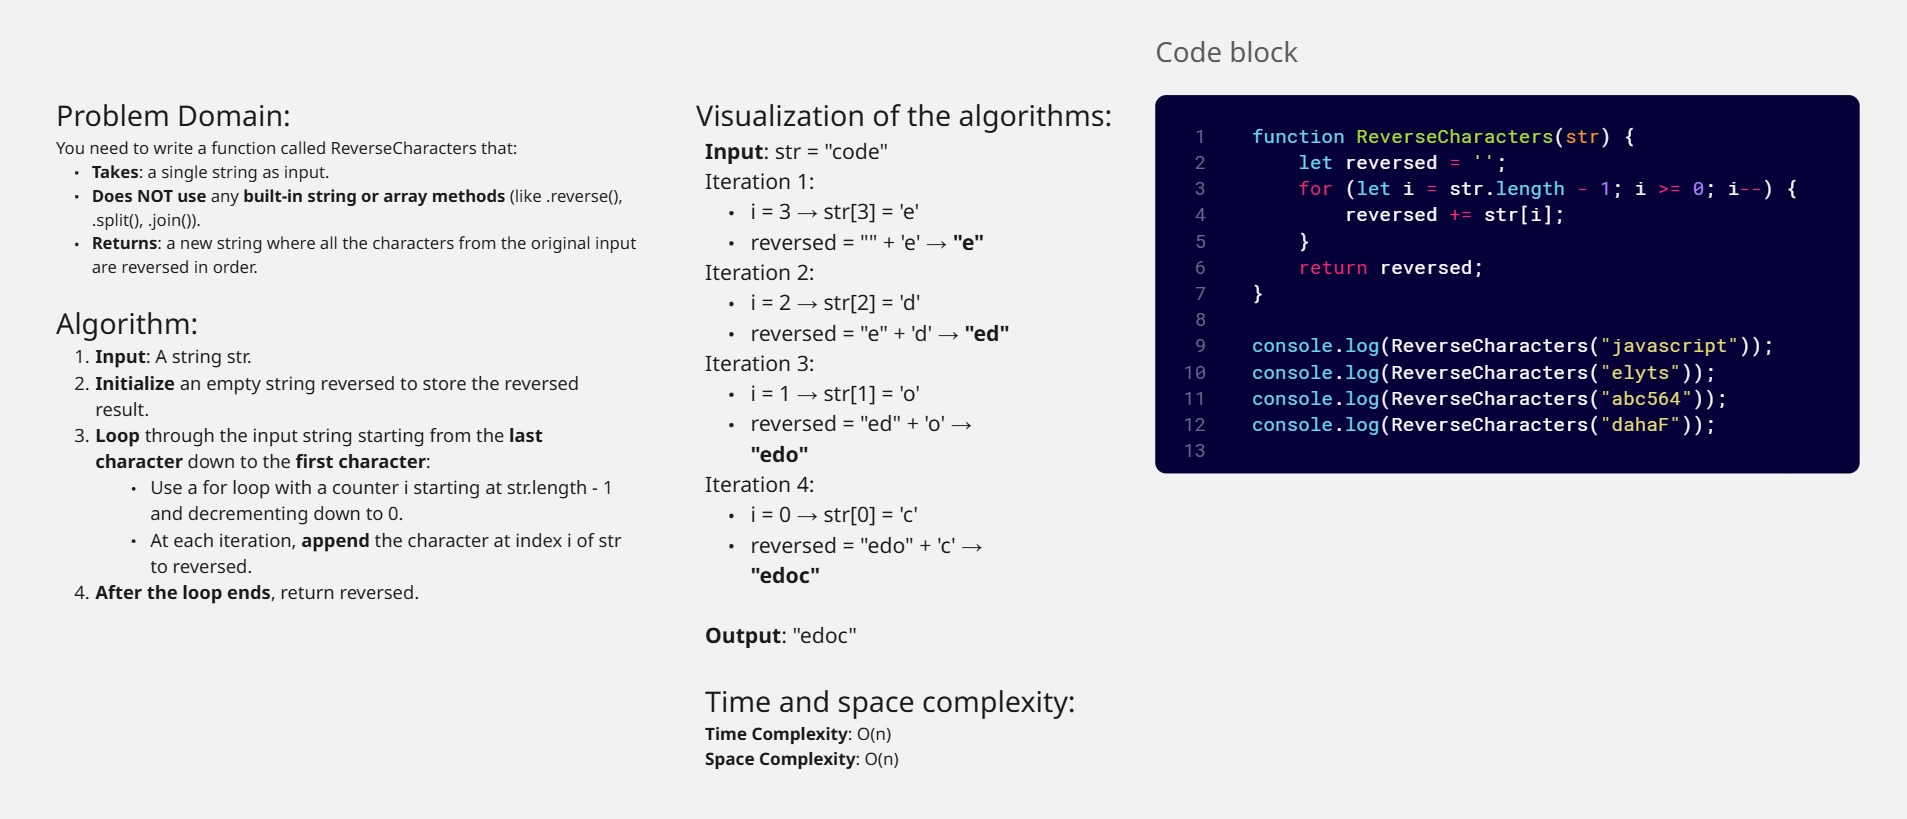 Problem Domain:
You need to write a function called ReverseCharacters that:
• Takes: a single string as input.
• Does NOT use any built-in string or array methods (like .reverse(),
.split(), .join()).
• Returns: a new string where all the characters from the original input
are reversed in order.
Algorithm:
1. Input: A string str.
2. Initialize an empty string reversed to store the reversed
result.
3. Loop through the input string starting from the last
character down to the first character:
• Use a for loop with a counter i starting at str.length - 1
and decrementing down to 0.
• At each iteration, append the character at index i of str
to reversed.
4. After the loop ends, return reversed.
Visualization of the algorithms:
Input: str = "code"
Iteration 1:
• i = 3 → str[3] = 'e'
• reversed = "" + 'e' → "e"
Iteration 2:
• i = 2 → str[2] = 'd'
• reversed = "e" + 'd' → "ed"
Iteration 3:
• i = 1 → str[1] = 'o'
• reversed = "ed" + 'o' →
"edo"
Iteration 4:
• i = 0 → str[0] = 'c'
• reversed = "edo" + 'c' →
"edoc"
Output: "edoc"
Time and space complexity:
Time Complexity: O(n)
Space Complexity: O(n)
Code block
1 function ReverseCharacters(str) {
2     let reversed = '';
3     for (let i = str.length - 1; i >= 0; i--) {
4         reversed += str[i];
5     }
6     return reversed;
7 }
8
9 console.log(ReverseCharacters("javascript"));
10 console.log(ReverseCharacters("elyts"));
11 console.log(ReverseCharacters("abc564"));
12 console.log(ReverseCharacters("dahaF"));
13